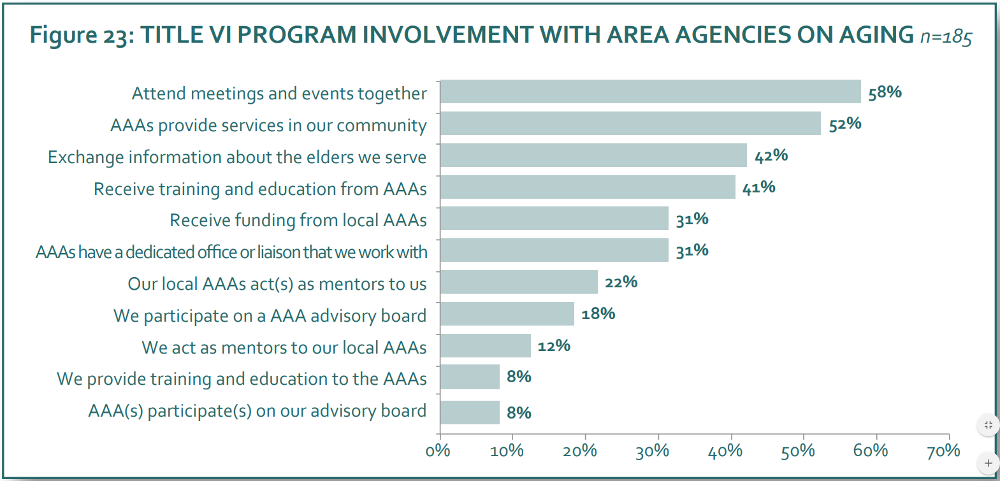 Figure 23: TITLE VI PROGRAM INVOLVEMENT WITH AREA AGENCIES ON AGING n=185
Attend meetings and events together 58%
AAAs provide services in our community 52%
Exchange information about the elders we serve 42%
Receive training and education from AAAs 41%
Receive funding from local AAAs 31%
AAAs have a dedicated office or liaison that we work with 31%
Our local AAAs act(s) as mentors to us 22%
We participate on a AAA advisory board 18%
We act as mentors to our local AAAs 12%
We provide training and education to the AAAs 8%
AAA(s) participate(s) on our advisory board 8%
0% 10% 20% 30% 40% 50% 60% 70%